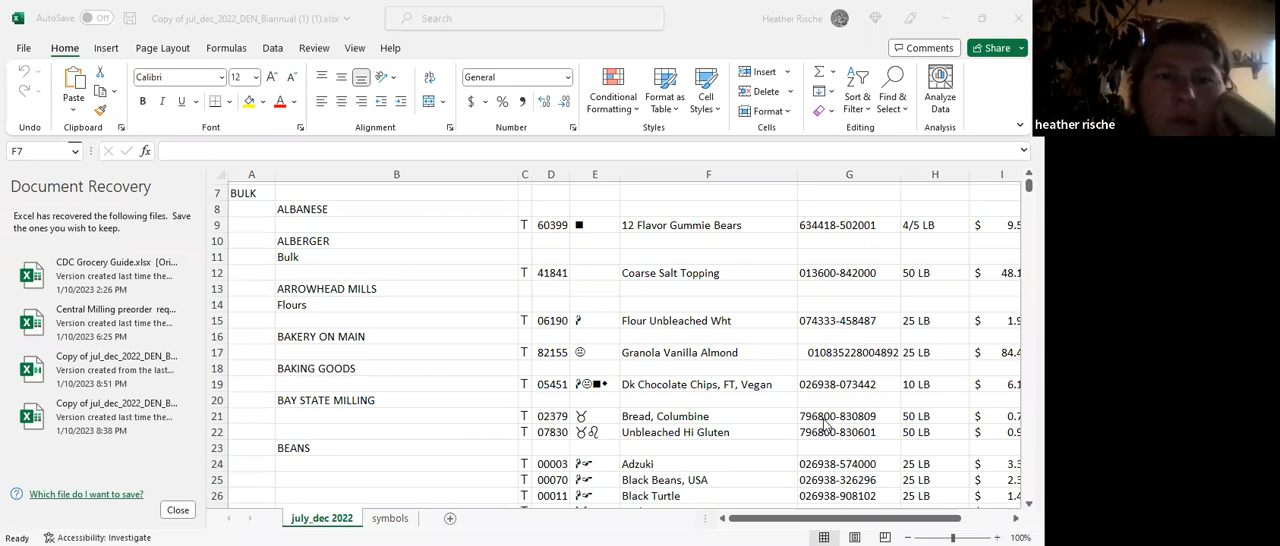 AutoSave Off Copy of jul_dec_2022_DEN_Biannual (1) (1).xlsx Search Heather Rische
File Home Insert Page Layout Formulas Data Review View Help Comments Share
Calibri 12 General
Paste
Conditional Formatting
Format as Table
Cell Styles
Insert
Delete
Format
Sort & Filter
Find & Select
Analyze Data
Undo Clipboard Font Alignment Number Styles Cells Editing Analysis
heather rische
F7 fx
Document Recovery
Excel has recovered the following files. Save
the ones you wish to keep.
CDC Grocery Guide.xlsx [Ori...
Version created last time the...
1/10/2023 2:26 PM
Central Milling preorder req...
Version created last time the...
1/10/2023 6:25 PM
Copy of jul_dec_2022_DEN_B...
Version created from the last...
1/10/2023 8:51 PM
Copy of jul_dec_2022_DEN_B...
Version created last time the...
1/10/2023 8:38 PM
Which file do I want to save?
Close
A B C D E F G H I
7 BULK
8 ALBANESE
9 T 60399 ■ 12 Flavor Gummie Bears 634418-502001 4/5 LB $ 9.5
10 ALBERGER
11 Bulk
12 T 41841 Coarse Salt Topping 013600-842000 50 LB $ 48.1
13 ARROWHEAD MILLS
14 Flours
15 T 06190 Flour Unbleached Wht 074333-458487 25 LB $ 1.9
16 BAKERY ON MAIN
17 T 82155 Granola Vanilla Almond 010835228004892 25 LB $ 84.4
18 BAKING GOODS
19 T 05451 Dk Chocolate Chips, FT, Vegan 026938-073442 10 LB $ 6.1
20 BAY STATE MILLING
21 T 02379 ♉ Bread, Columbine 796800-830809 50 LB $ 0.7
22 T 07830 ♉♌ Unbleached Hi Gluten 796800-830601 50 LB $ 0.9
23 BEANS
24 T 00003 Adzuki 026938-574000 25 LB $ 3.3
25 T 00070 Black Beans, USA 026938-326296 25 LB $ 2.3
26 T 00011 Black Turtle 026938-908102 25 LB $ 1.4
july_dec 2022 symbols
Ready Accessibility: Investigate 100%